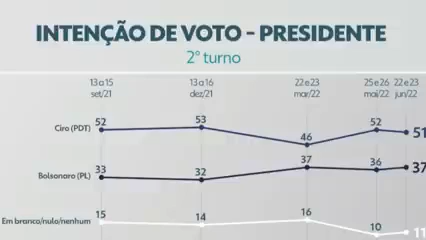 INTENÇÃO DE VOTO - PRESIDENTE
2º turno
13 a 15 13 a 16 22 e 23 25 e 26 22 e 23
set/21 dez/21 mar/22 mai/22 jun/22
52 53 52
Ciro (PDT) 46 51
37 36 37
Bolsonaro (PL) 33 32
15 14 16
Em branco/nulo/nenhum 10 11